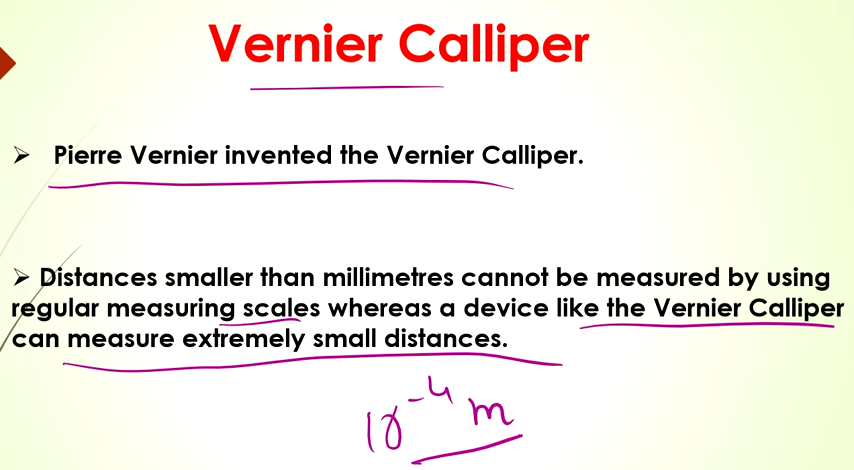 Vernier Calliper
➢ Pierre Vernier invented the Vernier Calliper.
➢ Distances smaller than millimetres cannot be measured by using
regular measuring scales whereas a device like the Vernier Calliper
can measure extremely small distances.
10⁻⁴ m